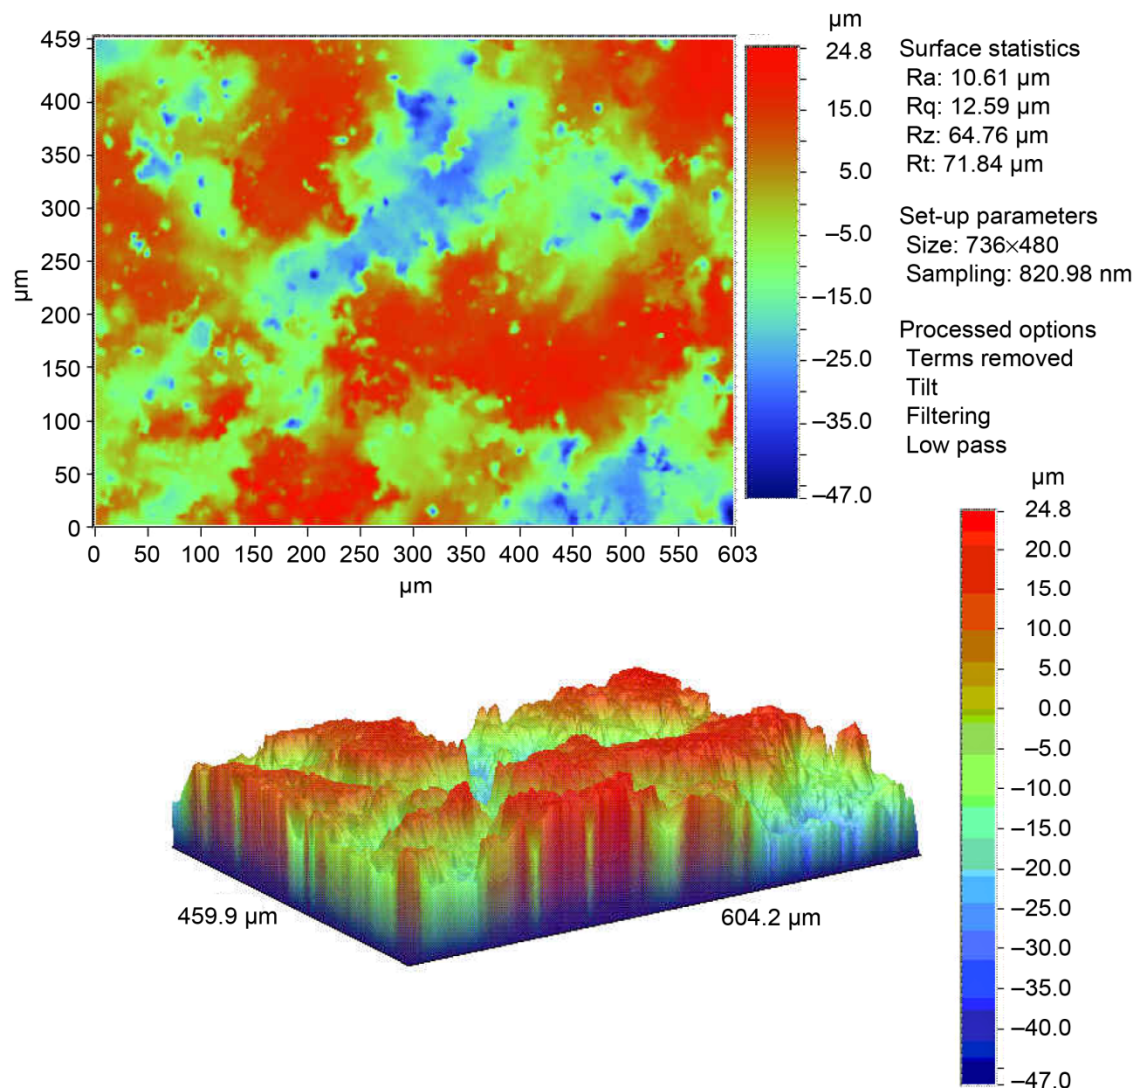 µm
459
400
350
300
250
200
150
100
50
0
µm
0 50 100 150 200 250 300 350 400 450 500 550 603
µm
24.8
15.0
5.0
–5.0
–15.0
–25.0
–35.0
–47.0
Surface statistics
Ra: 10.61 µm
Rq: 12.59 µm
Rz: 64.76 µm
Rt: 71.84 µm
Set-up parameters
Size: 736×480
Sampling: 820.98 nm
Processed options
Terms removed
Tilt
Filtering
Low pass
µm
24.8
20.0
15.0
10.0
5.0
0.0
–5.0
–10.0
–15.0
–20.0
–25.0
–30.0
–35.0
–40.0
–47.0
459.9 µm
604.2 µm